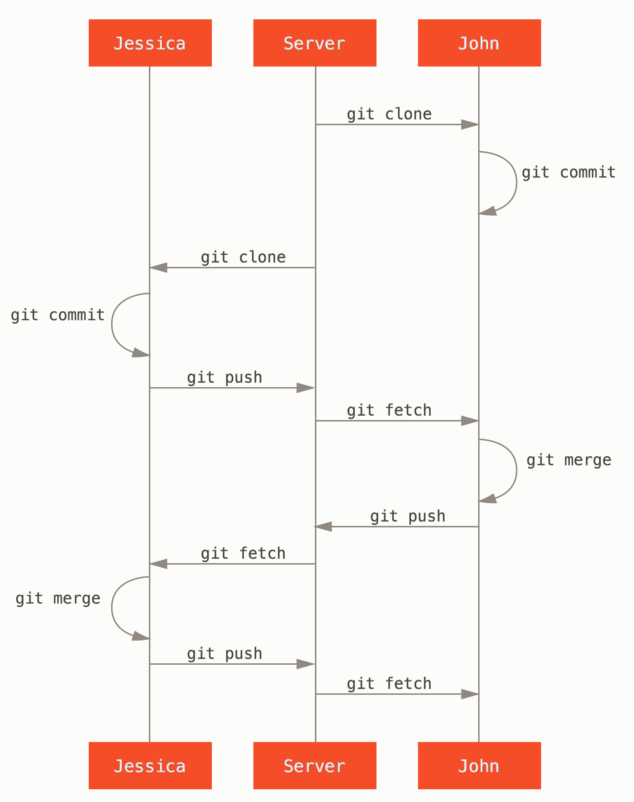 Jessica Server John
git clone
git commit
git clone
git commit
git push
git fetch
git merge
git push
git fetch
git merge
git push
git fetch
Jessica Server John